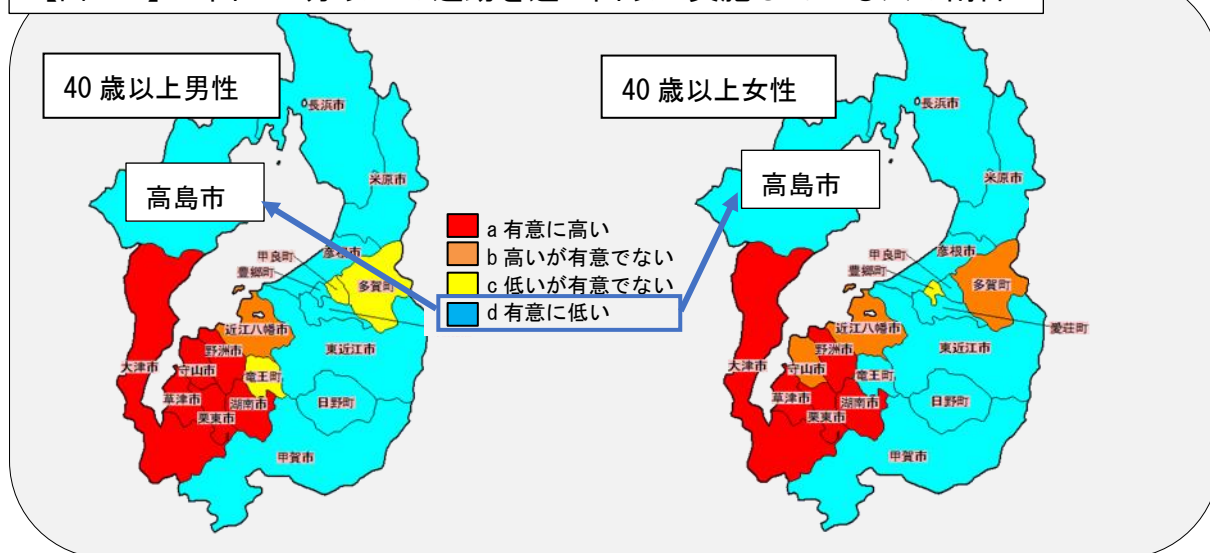 40 歳以上男性
長浜市
米原市
高島市
彦根市
甲良町
豊郷町
多賀町
近江八幡市
東近江市
野洲市
大津市
守山市
竜王町
草津市
湖南市
栗東市
日野町
甲賀市
a 有意に高い
b 高いが有意でない
c 低いが有意でない
d 有意に低い
40 歳以上女性
長浜市
米原市
高島市
彦根市
甲良町
豊郷町
多賀町
愛荘町
近江八幡市
東近江市
野洲市
大津市
守山市
竜王町
草津市
湖南市
栗東市
日野町
甲賀市